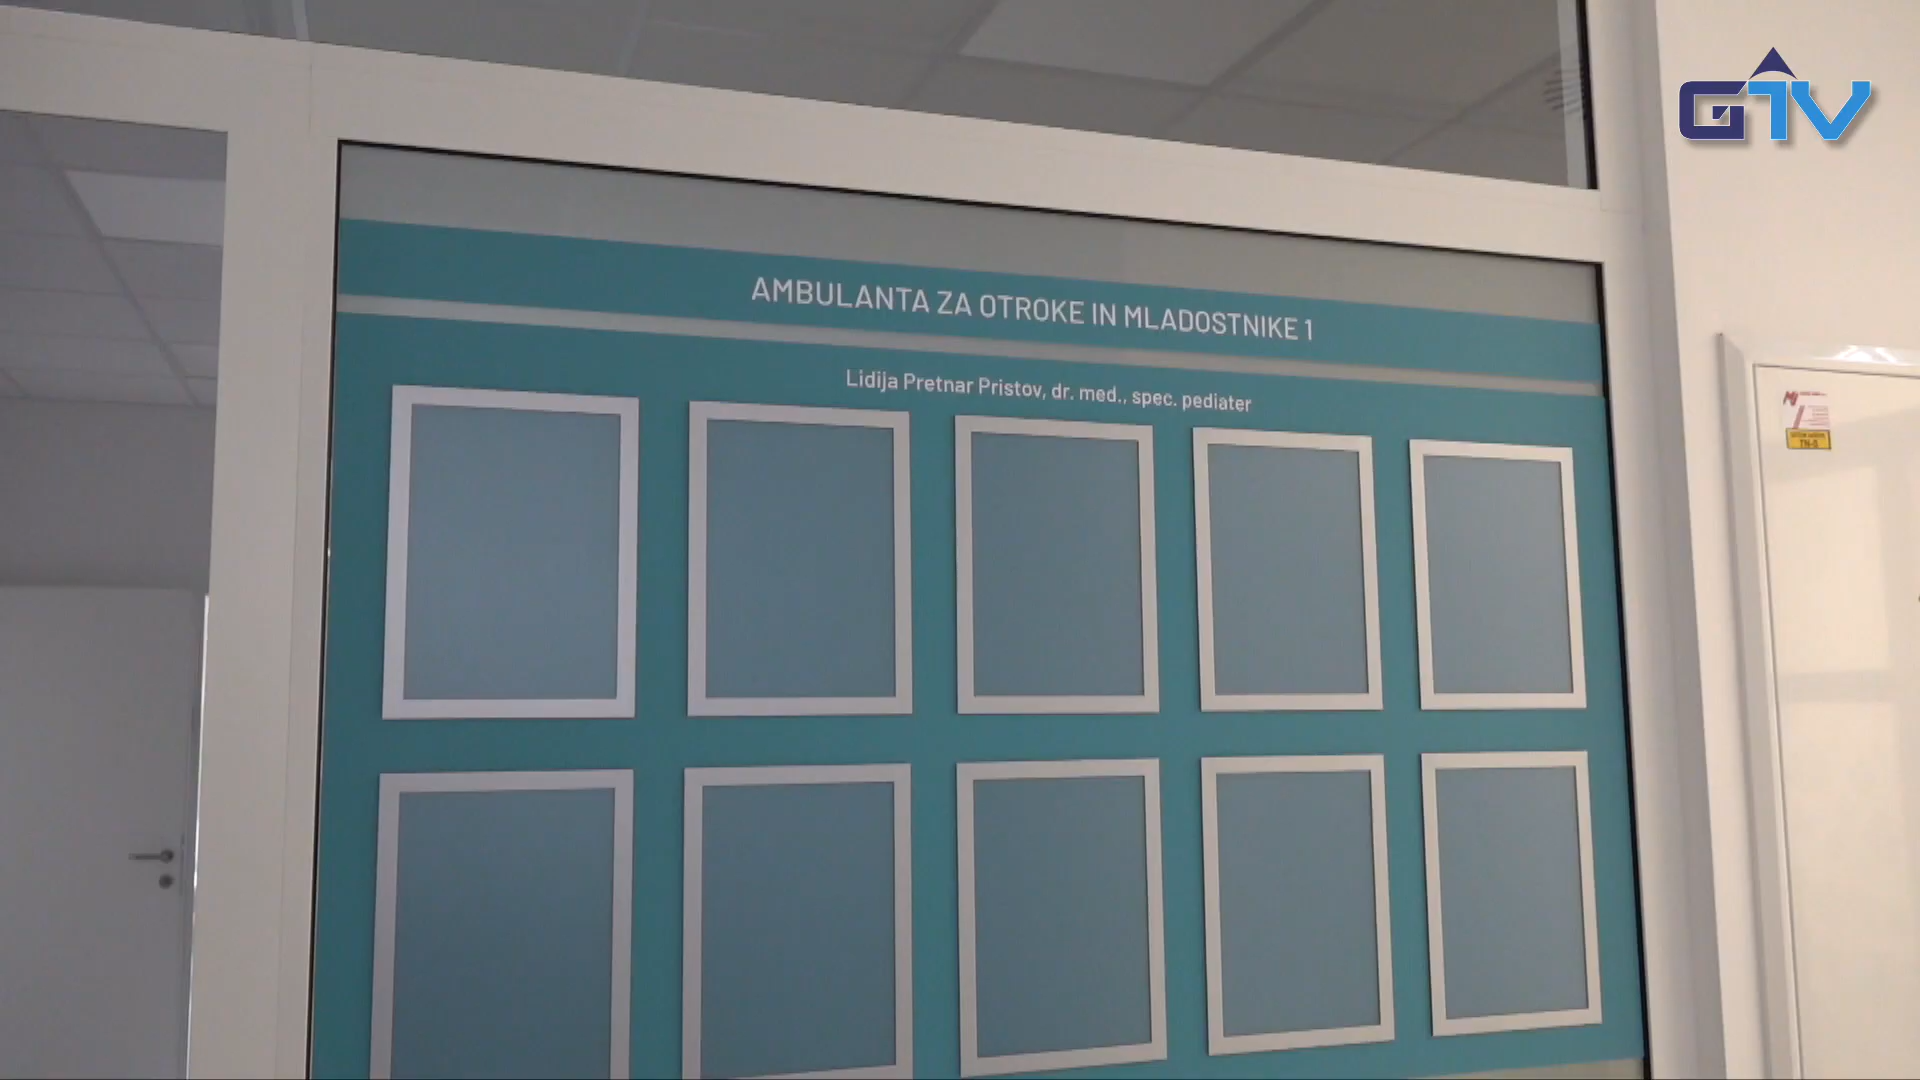 GTV
AMBULANTA ZA OTROKE IN MLADOSTNIKE 1
Lidija Pretnar Pristov, dr. med., spec. pediater